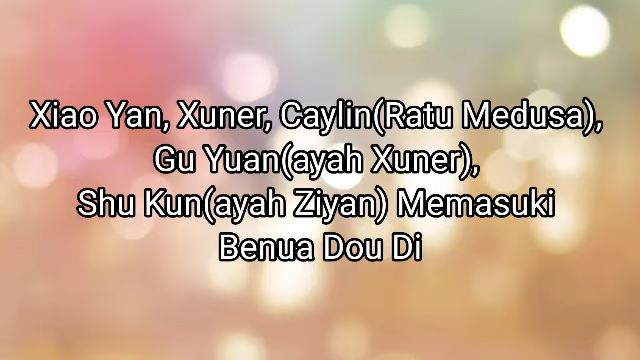 Xiao Yan, Xuner, Caylin(Ratu Medusa),
Gu Yuan(ayah Xuner),
Shu Kun(ayah Ziyan) Memasuki
Benua Dou Di